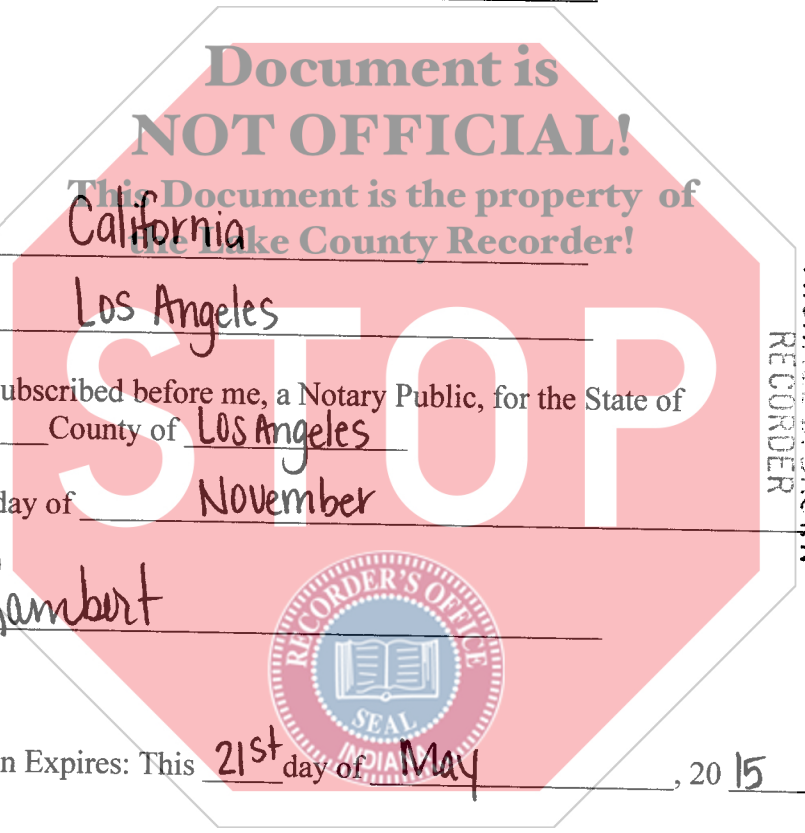 Document is
NOT OFFICIAL!
This Document is the property of
the Lake County Recorder!
California
Los Angeles
STOP
ubscribed before me, a Notary Public, for the State of
County of Los Angeles
day of November
RECORDER
RECORDER'S OFFICE
SEAL
INDIANA
n Expires: This 21st day of May, 20 15